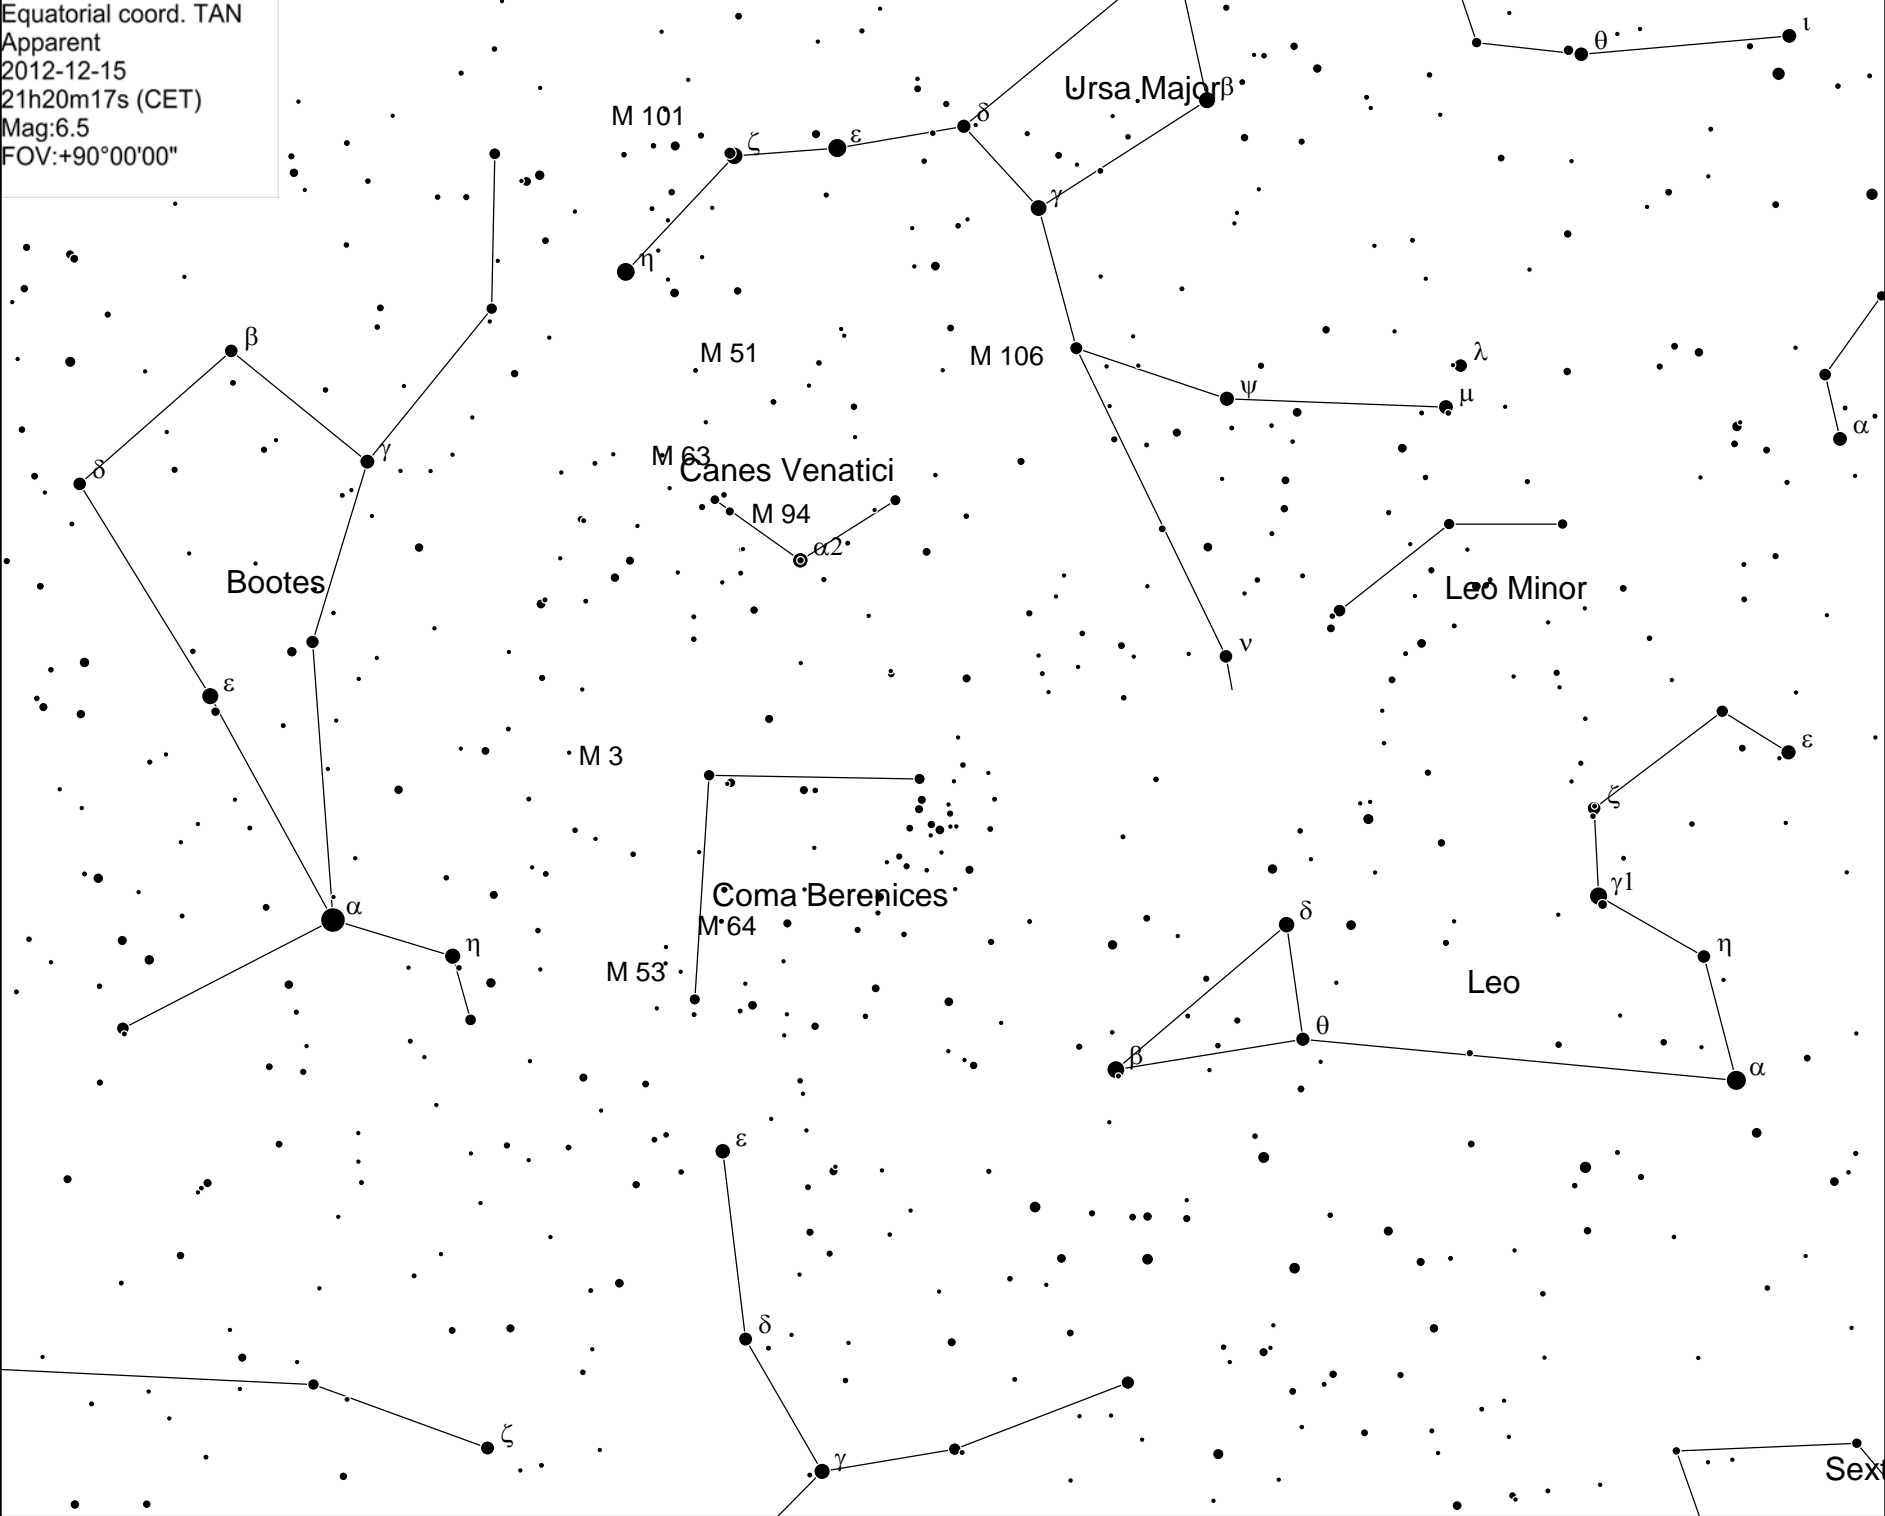 Equatorial coord. TAN
Apparent
2012-12-15
21h20m17s (CET)
Mag:6.5
FOV:+90°00'00"
ι
θ
Ursa Major
β
M 101
δ
ζ
ε
γ
η
β
M 51
M 106
λ
ψ
μ
α
γ
M 63
Canes Venatici
δ
M 94
α2
Bootes
Leo Minor
ν
ε
M 3
ε
ζ
γ1
Coma Berenices
α
δ
M 64
η
η
M 53
Leo
θ
β
α
ε
δ
ζ
γ
Sext